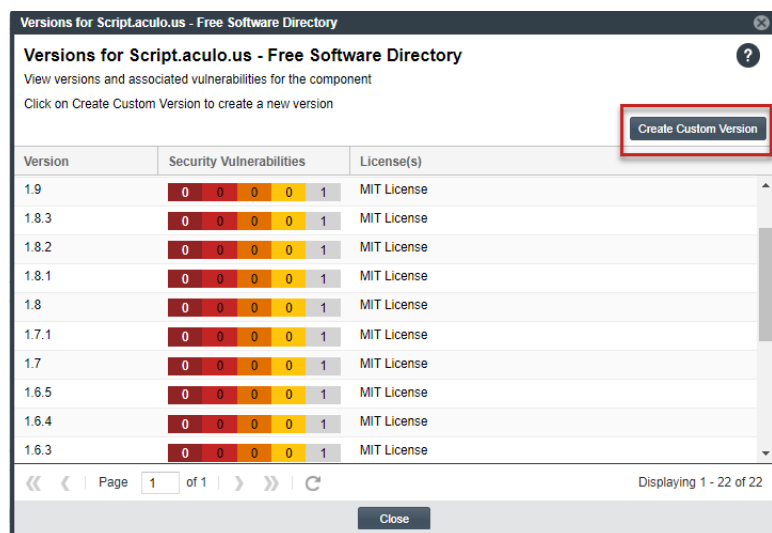 Versions for Script.aculo.us - Free Software Directory
Versions for Script.aculo.us - Free Software Directory
?
View versions and associated vulnerabilities for the component
Click on Create Custom Version to create a new version
Create Custom Version
Version Security Vulnerabilities License(s)
1.9 0 0 0 0 1 MIT License
1.8.3 0 0 0 0 1 MIT License
1.8.2 0 0 0 0 1 MIT License
1.8.1 0 0 0 0 1 MIT License
1.8 0 0 0 0 1 MIT License
1.7.1 0 0 0 0 1 MIT License
1.7 0 0 0 0 1 MIT License
1.6.5 0 0 0 0 1 MIT License
1.6.4 0 0 0 0 1 MIT License
1.6.3 0 0 0 0 1 MIT License
Page 1 of 1 Displaying 1 - 22 of 22
Close